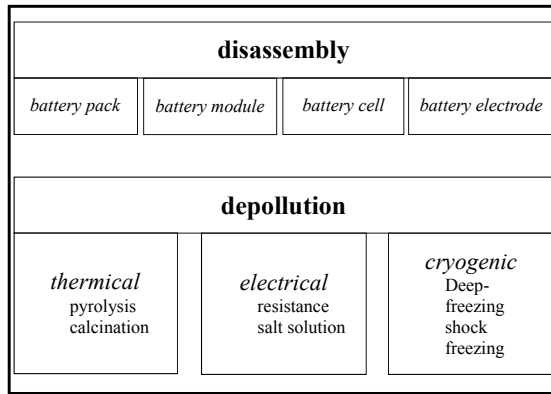 disassembly
battery pack battery module battery cell battery electrode
depollution
thermical
pyrolysis
calcination
electrical
resistance
salt solution
cryogenic
Deep-
freezing
shock
freezing